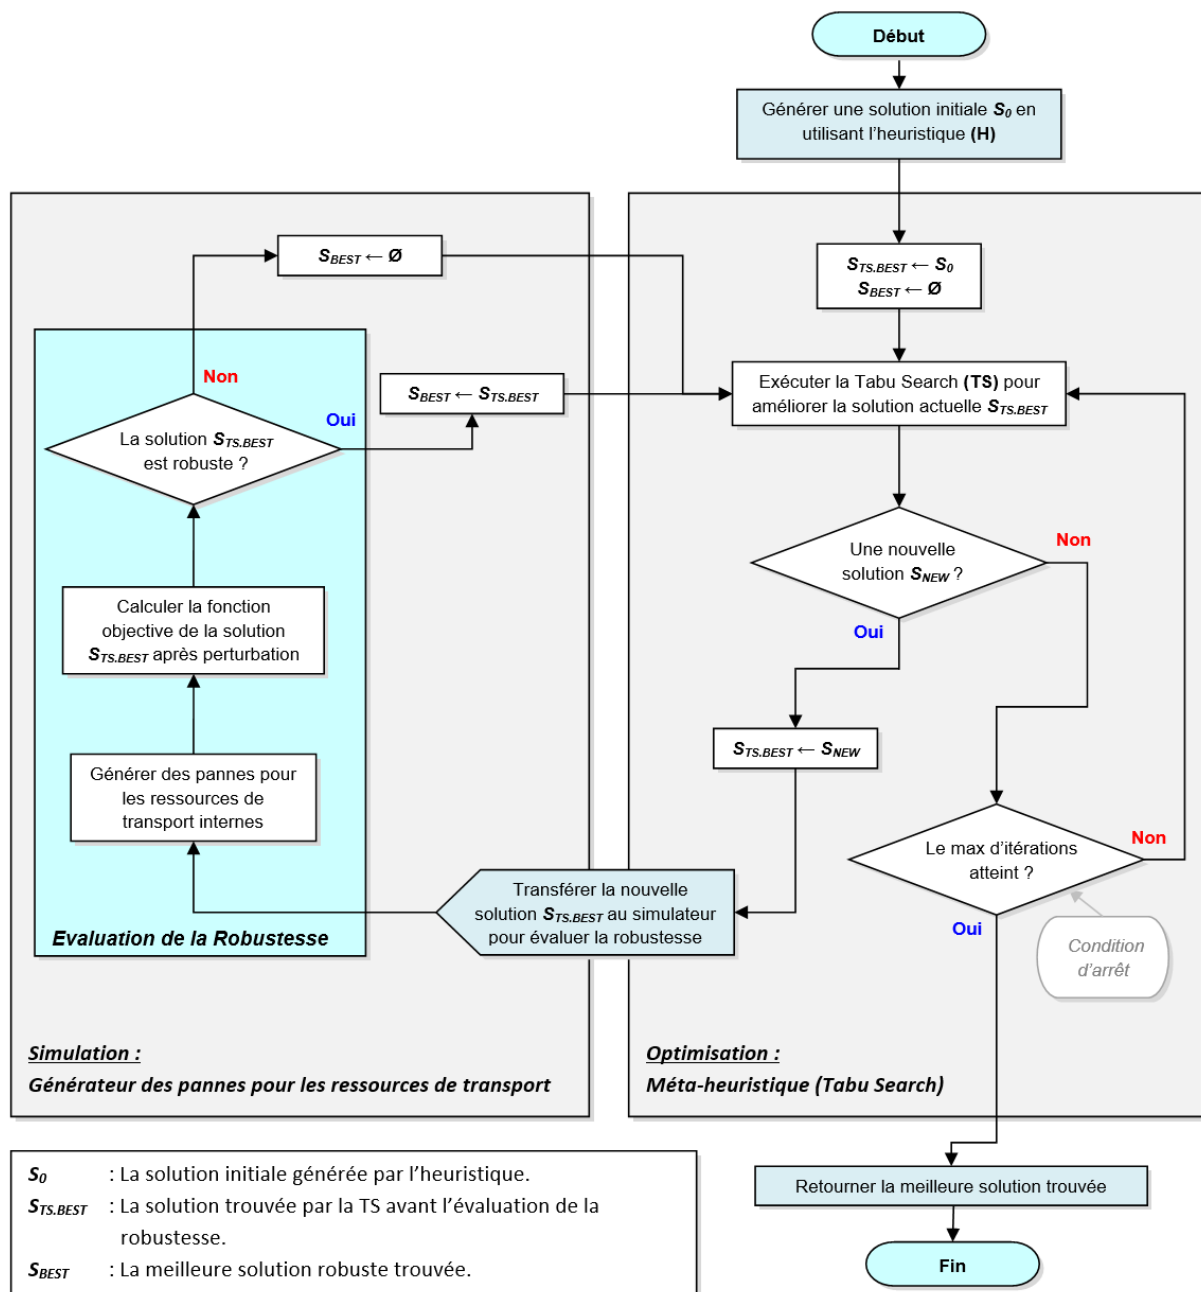 Début
Générer une solution initiale S0 en
utilisant l'heuristique (H)
STS.BEST ← S0
SBEST ← Ø
SBEST ← Ø
Non
SBEST ← STS.BEST
Exécuter la Tabu Search (TS) pour
améliorer la solution actuelle STS.BEST
La solution STS.BEST
est robuste ?
Oui
Une nouvelle
solution SNEW ?
Non
Oui
Calculer la fonction
objective de la solution
STS.BEST après perturbation
STS.BEST ← SNEW
Générer des pannes pour
les ressources de
transport internes
Le max d'itérations
atteint ?
Non
Oui
Transférer la nouvelle
solution STS.BEST au simulateur
pour évaluer la robustesse
Evaluation de la Robustesse
Condition
d'arrêt
Simulation :
Générateur des pannes pour les ressources de transport
Optimisation :
Méta-heuristique (Tabu Search)
S0 : La solution initiale générée par l'heuristique.
STS.BEST : La solution trouvée par la TS avant l'évaluation de la
robustesse.
SBEST : La meilleure solution robuste trouvée.
Retourner la meilleure solution trouvée
Fin